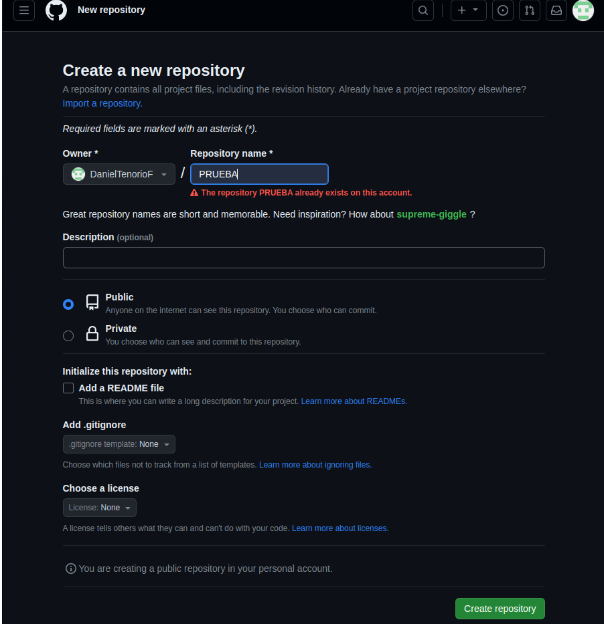 New repository
Create a new repository
A repository contains all project files, including the revision history. Already have a project repository elsewhere?
Import a repository.
Required fields are marked with an asterisk (*).
Owner * Repository name *
DanielTenorioF / PRUEBA
The repository PRUEBA already exists on this account.
Great repository names are short and memorable. Need inspiration? How about supreme-giggle ?
Description (optional)
Public
Anyone on the internet can see this repository. You choose who can commit.
Private
You choose who can see and commit to this repository.
Initialize this repository with:
Add a README file
This is where you can write a long description for your project. Learn more about READMEs.
Add .gitignore
.gitignore template: None
Choose which files not to track from a list of templates. Learn more about ignoring files.
Choose a license
License: None
A license tells others what they can and can't do with your code. Learn more about licenses.
You are creating a public repository in your personal account.
Create repository